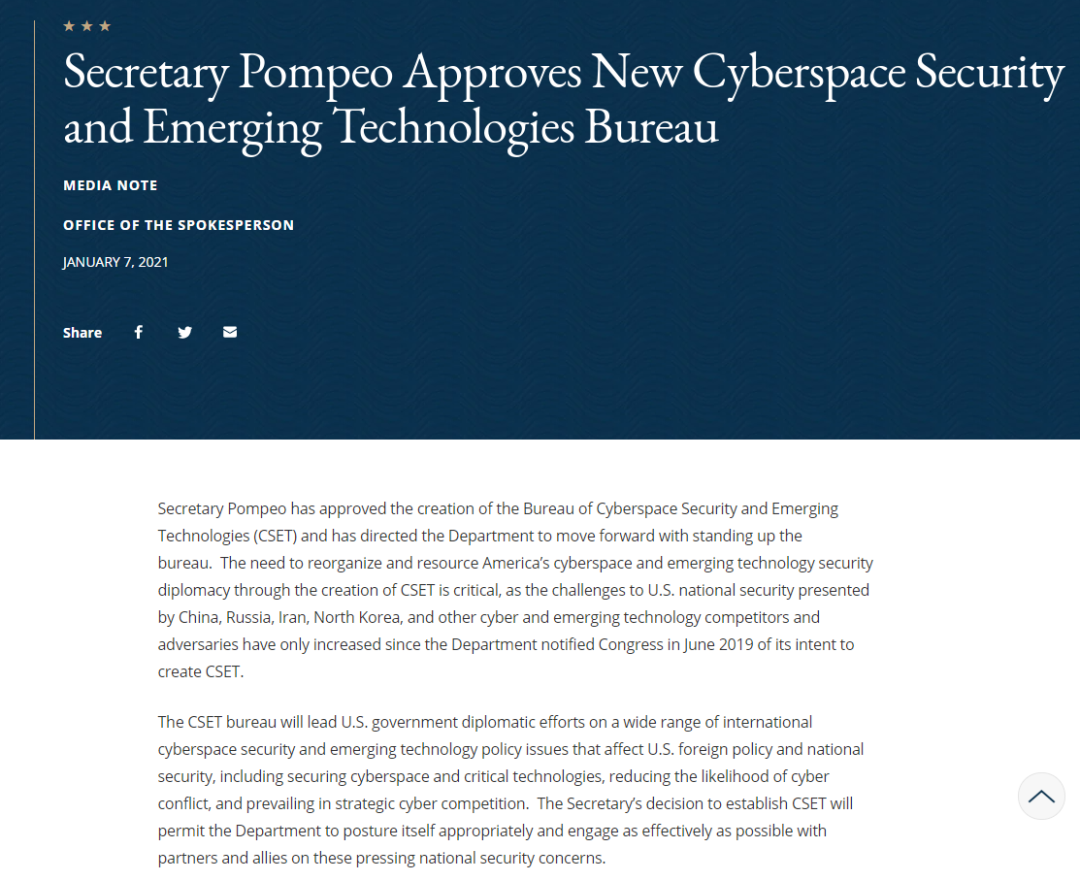 Secretary Pompeo Approves New Cyberspace Security
and Emerging Technologies Bureau
MEDIA NOTE
OFFICE OF THE SPOKESPERSON
JANUARY 7, 2021
Share
Secretary Pompeo has approved the creation of the Bureau of Cyberspace Security and Emerging
Technologies (CSET) and has directed the Department to move forward with standing up the
bureau.  The need to reorganize and resource America’s cyberspace and emerging technology security
diplomacy through the creation of CSET is critical, as the challenges to U.S. national security presented
by China, Russia, Iran, North Korea, and other cyber and emerging technology competitors and
adversaries have only increased since the Department notified Congress in June 2019 of its intent to
create CSET.
The CSET bureau will lead U.S. government diplomatic efforts on a wide range of international
cyberspace security and emerging technology policy issues that affect U.S. foreign policy and national
security, including securing cyberspace and critical technologies, reducing the likelihood of cyber
conflict, and prevailing in strategic cyber competition.  The Secretary’s decision to establish CSET will
permit the Department to posture itself appropriately and engage as effectively as possible with
partners and allies on these pressing national security concerns.